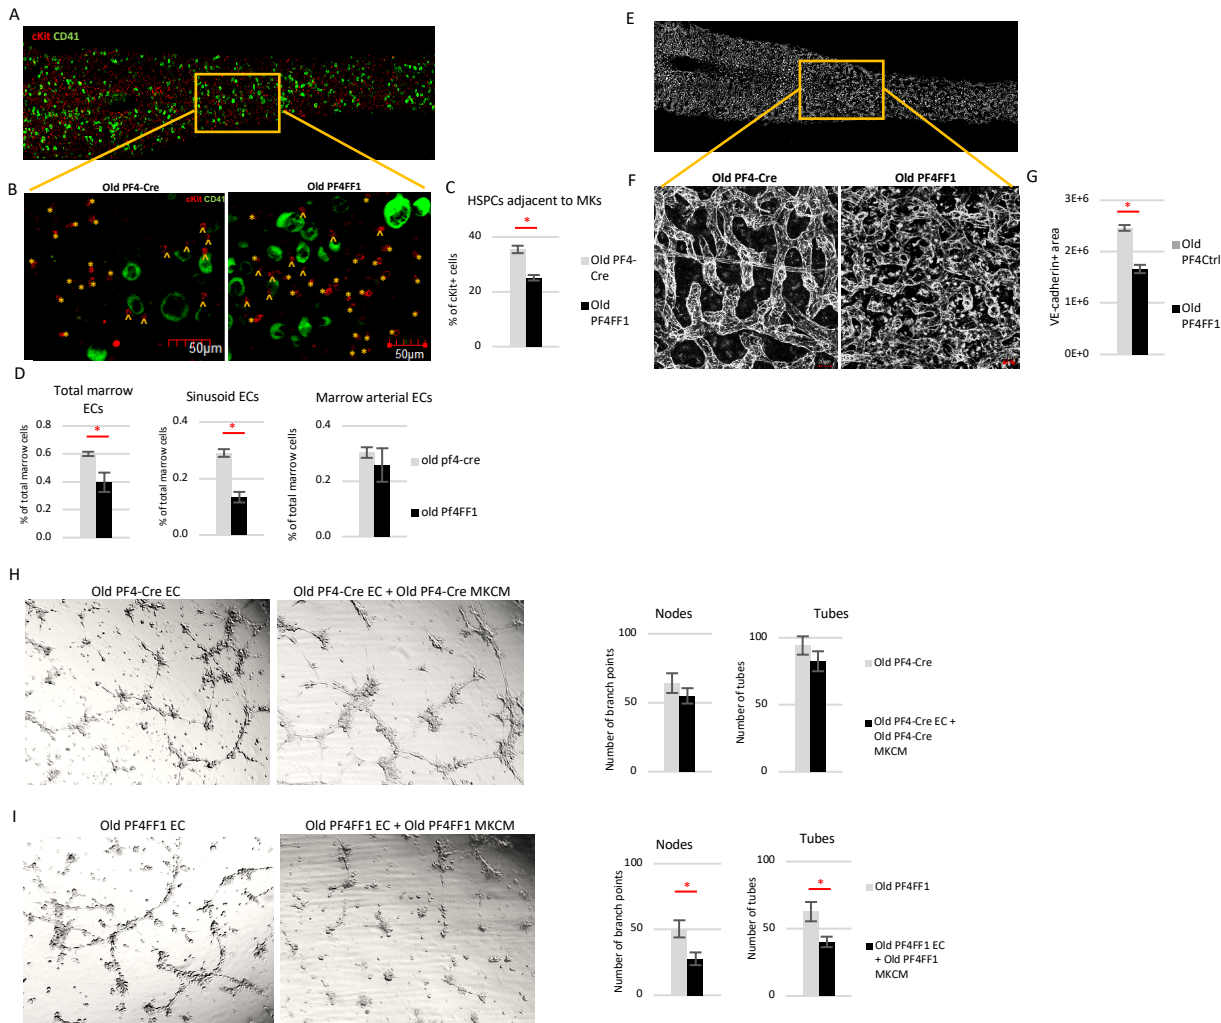 A
cKit CD41
B
Old PF4-Cre
Old PF4FF1
cKit CD41
cKit CD41
50µm
50µm
C
HSPCs adjacent to MKs
% of cKit+ cells
40
20
0
*
Old PF4-
Cre
Old
PF4FF1
D
Total marrow
ECs
% of total marrow cells
0.8
0.6
0.4
0.2
0.0
*
Sinusoid ECs
% of total marrow cells
0.4
0.2
0.0
*
Marrow arterial ECs
% of total marrow cells
0.4
0.2
0.0
old pf4-cre
old Pf4FF1
E
F
Old PF4-Cre
Old PF4FF1
G
VE-cadherin+ area
3E+6
2E+6
1E+6
0E+0
*
Old
PF4Ctrl
Old
PF4FF1
H
Old PF4-Cre EC
Old PF4-Cre EC + Old PF4-Cre MKCM
Nodes
Number of branch points
100
50
0
Tubes
Number of tubes
100
50
0
Old PF4-Cre
Old PF4-Cre EC +
Old PF4-Cre
MKCM
I
Old PF4FF1 EC
Old PF4FF1 EC + Old PF4FF1 MKCM
Nodes
Number of branch points
100
50
0
*
Tubes
Number of tubes
100
50
0
*
Old PF4FF1
Old PF4FF1 EC
+ Old PF4FF1
MKCM